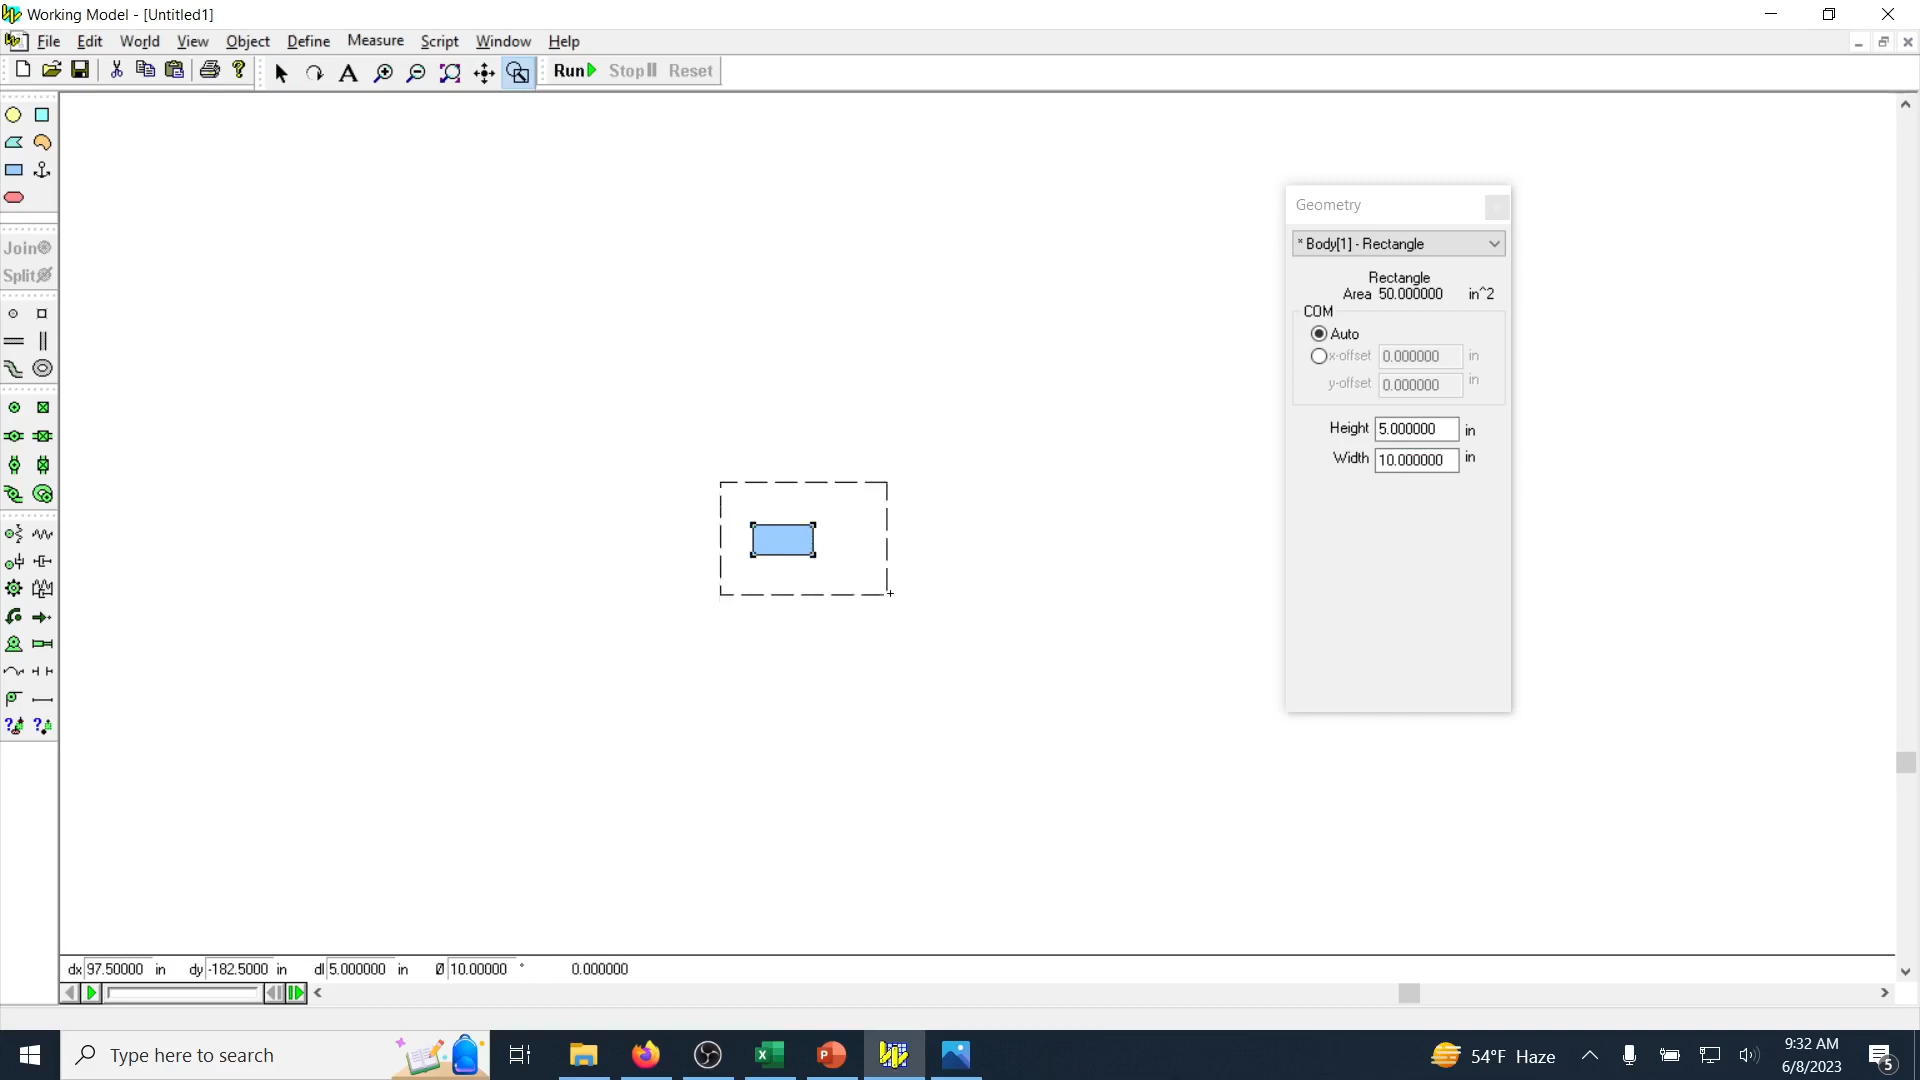 Working Model - [Untitled1]
File Edit World View Object Define Measure Script Window Help
A Run Stop Reset
Join
Split
Geometry
* Body[1] - Rectangle
Rectangle
Area 50.000000 in^2
COM
Auto
x-offset 0.000000 in
y-offset 0.000000 in
Height 5.000000 in
Width 10.000000 in
dx 97.50000 in dy -182.5000 in dl 5.000000 in Ø 10.00000 ° 0.000000
Type here to search
54°F Haze
9:32 AM
6/8/2023
5